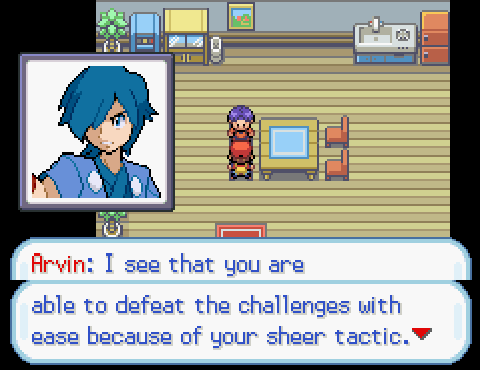 Arvin: I see that you are
able to defeat the challenges with
ease because of your sheer tactic.